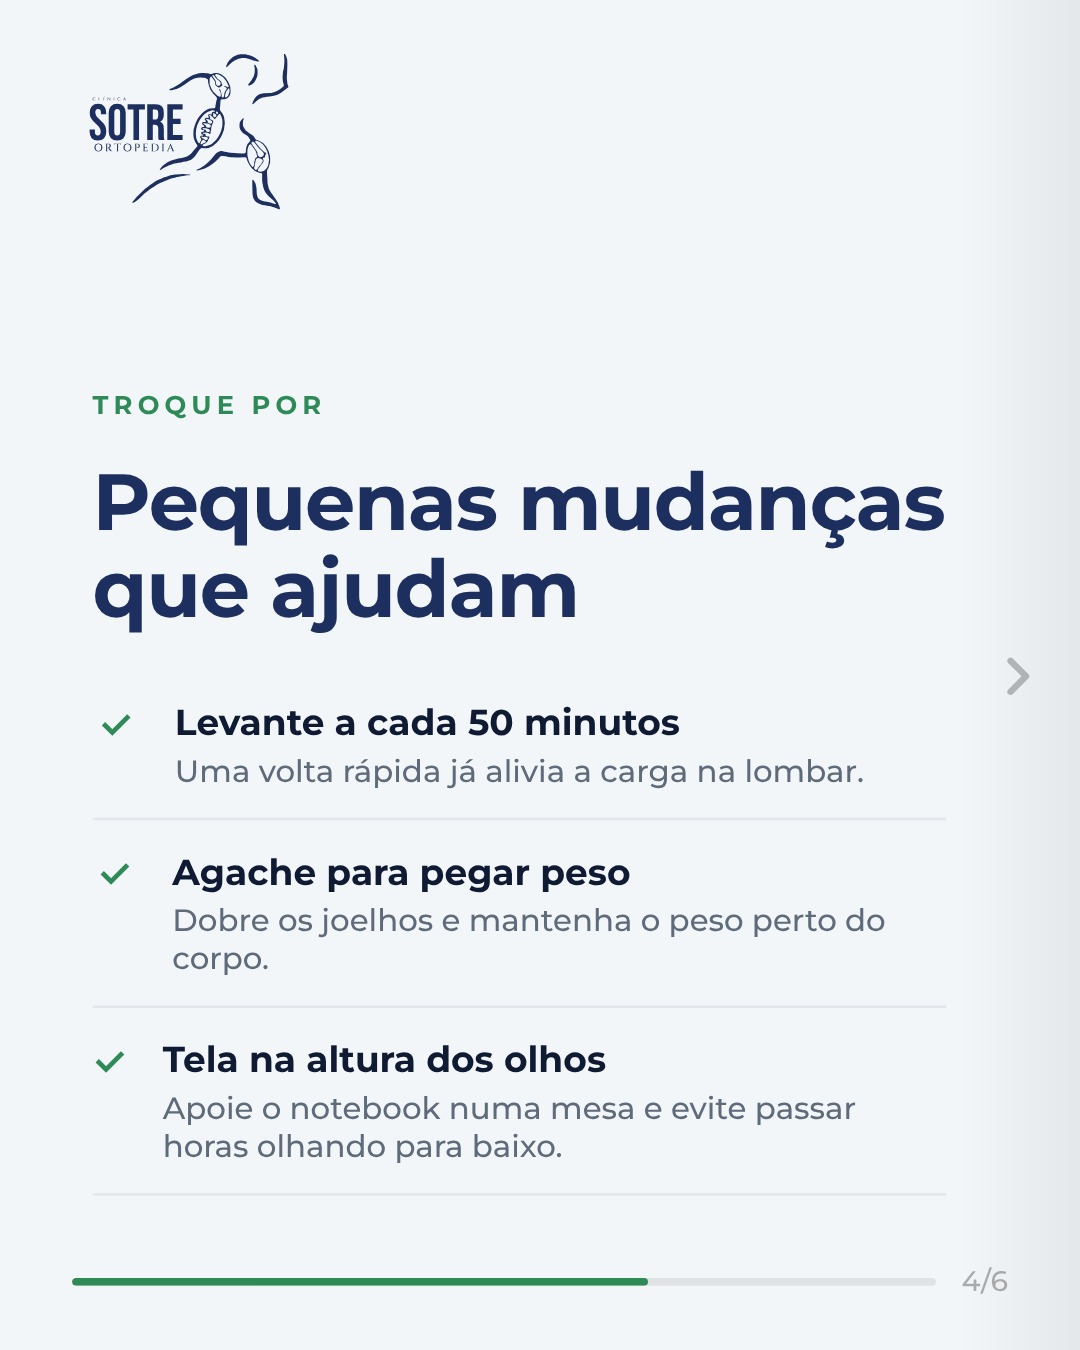 CLÍNICA
SOTRE
ORTOPEDIA
TROQUE POR
Pequenas mudanças
que ajudam
Levante a cada 50 minutos
Uma volta rápida já alivia a carga na lombar.
Agache para pegar peso
Dobre os joelhos e mantenha o peso perto do
corpo.
Tela na altura dos olhos
Apoie o notebook numa mesa e evite passar
horas olhando para baixo.
4/6